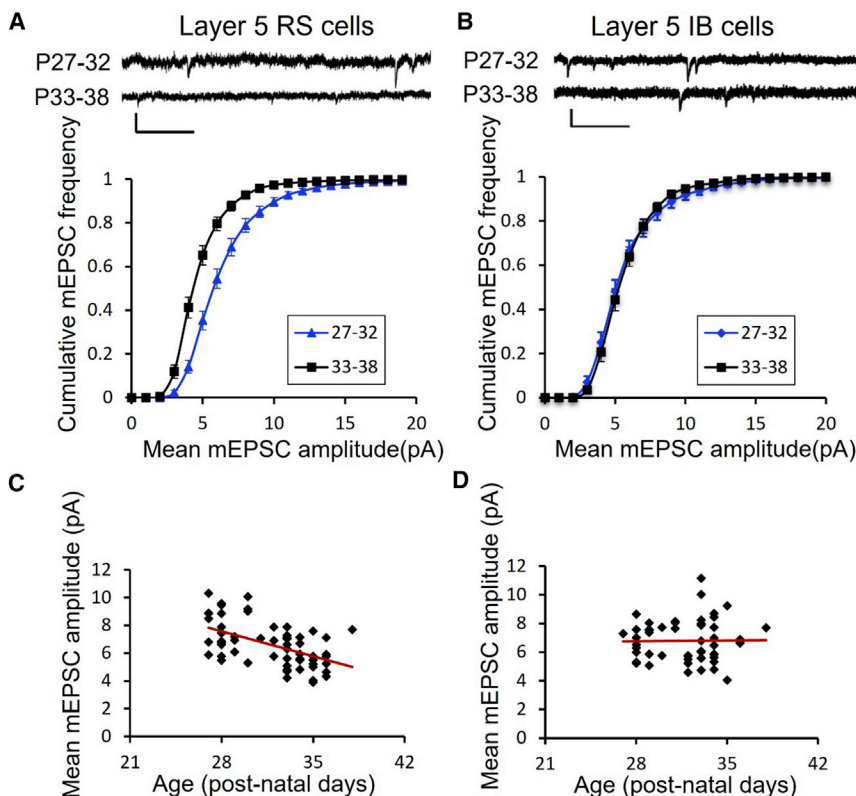 A
Layer 5 RS cells
P27-32
P33-38
Cumulative mEPSC frequency
1
0.8
0.6
0.4
0.2
0
0 5 10 15 20
27-32
33-38
Mean mEPSC amplitude(pA)
B
Layer 5 IB cells
P27-32
P33-38
Cumulative mEPSC frequency
1
0.8
0.6
0.4
0.2
0
0 5 10 15 20
27-32
33-38
Mean mEPSC amplitude(pA)
C
Mean mEPSC amplitude (pA)
12
10
8
6
4
2
0
21 28 35 42
Age (post-natal days)
D
Mean mEPSC amplitude (pA)
12
10
8
6
4
2
0
21 28 35 42
Age (post-natal days)